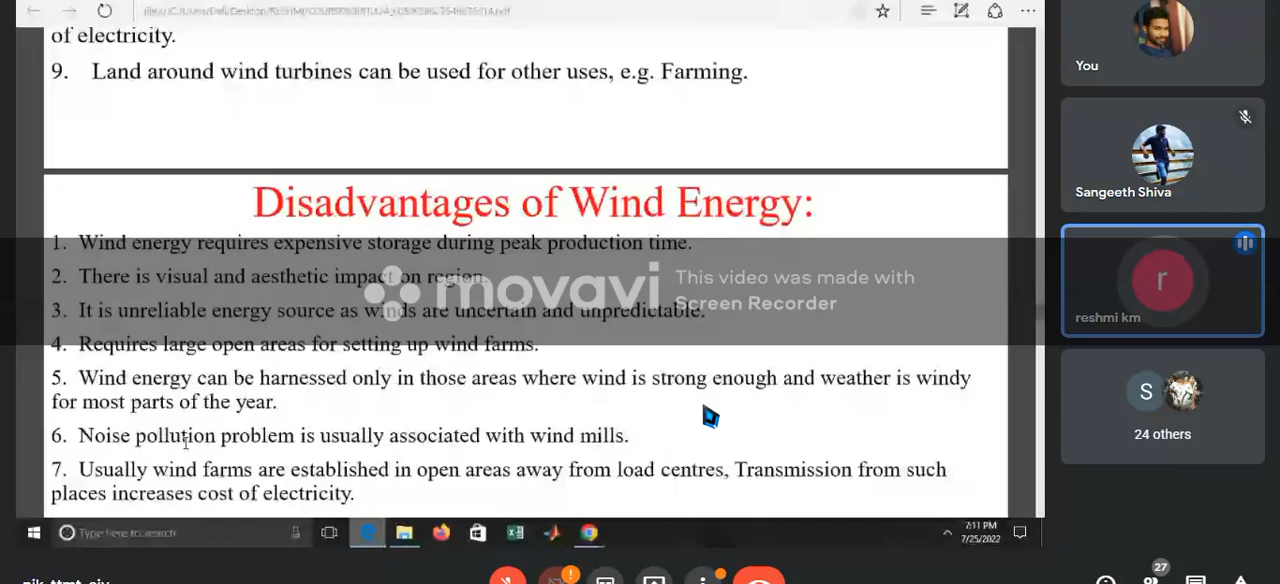 of electricity.
9. Land around wind turbines can be used for other uses, e.g. Farming.
Disadvantages of Wind Energy:
1. Wind energy requires expensive storage during peak production time.
2. There is visual and aesthetic impact on region.
3. It is unreliable energy source as winds are uncertain and unpredictable.
4. Requires large open areas for setting up wind farms.
5. Wind energy can be harnessed only in those areas where wind is strong enough and weather is windy
for most parts of the year.
6. Noise pollution problem is usually associated with wind mills.
7. Usually wind farms are established in open areas away from load centres, Transmission from such
places increases cost of electricity.
movavi
This video was made with
Screen Recorder
Type here to search
7:11 PM
7/25/2022
You
Sangeeth Shiva
r
reshmi km
S
24 others
27